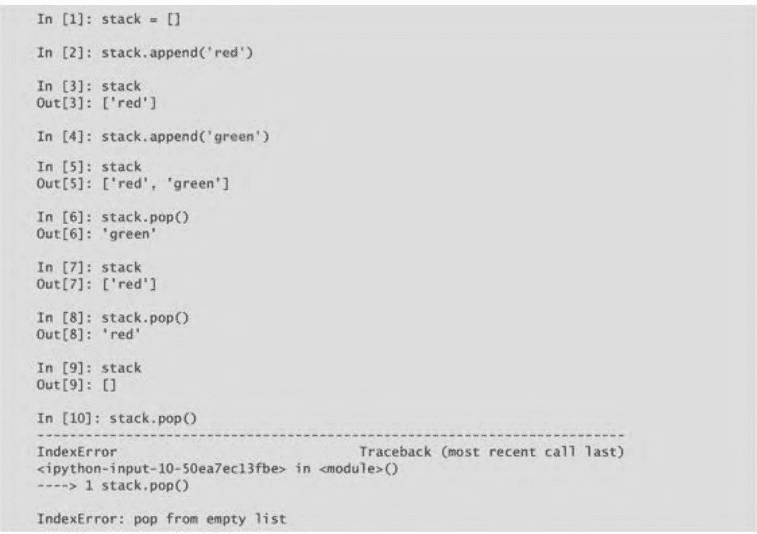 In [1]: stack = []
In [2]: stack.append('red')
In [3]: stack
Out[3]: ['red']
In [4]: stack.append('green')
In [5]: stack
Out[5]: ['red', 'green']
In [6]: stack.pop()
Out[6]: 'green'
In [7]: stack
Out[7]: ['red']
In [8]: stack.pop()
Out[8]: 'red'
In [9]: stack
Out[9]: []
In [10]: stack.pop()
---------------------------------------------------------------------------
IndexError                                Traceback (most recent call last)
<ipython-input-10-50ea7ec13fbe> in <module>()
----> 1 stack.pop()
IndexError: pop from empty list